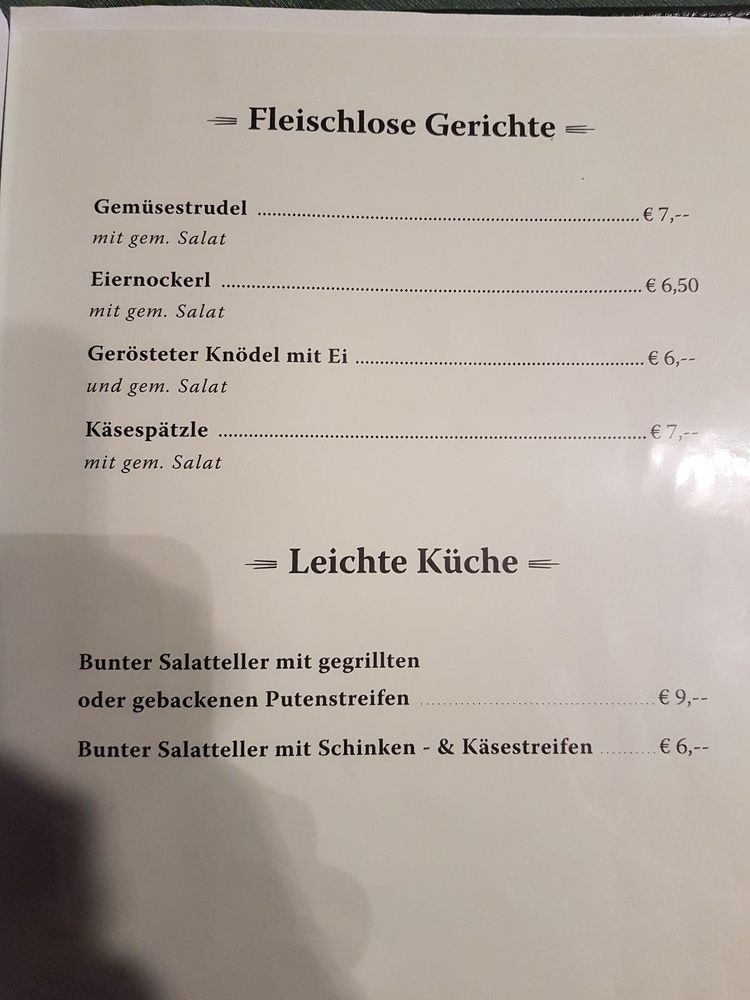 Fleischlose Gerichte
Gemüsestrudel ........ € 7,--
mit gem. Salat
Eiernockerl ........ € 6,50
mit gem. Salat
Gerösteter Knödel mit Ei ........ € 6,--
und gem. Salat
Käsespätzle ........ € 7,--
mit gem. Salat
Leichte Küche
Bunter Salatteller mit gegrillten
oder gebackenen Putenstreifen ........ € 9,--
Bunter Salatteller mit Schinken - & Käsestreifen ........ € 6,--